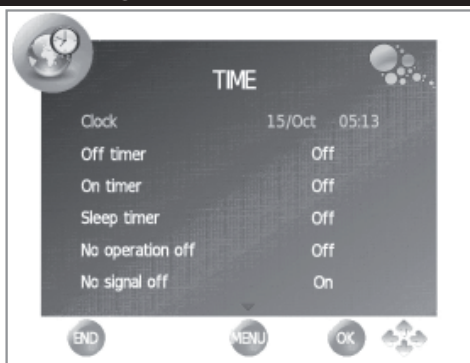 TIME
Clock 15/Oct 05:13
Off timer Off
On timer Off
Sleep timer Off
No operation off Off
No signal off On
END MENU OK